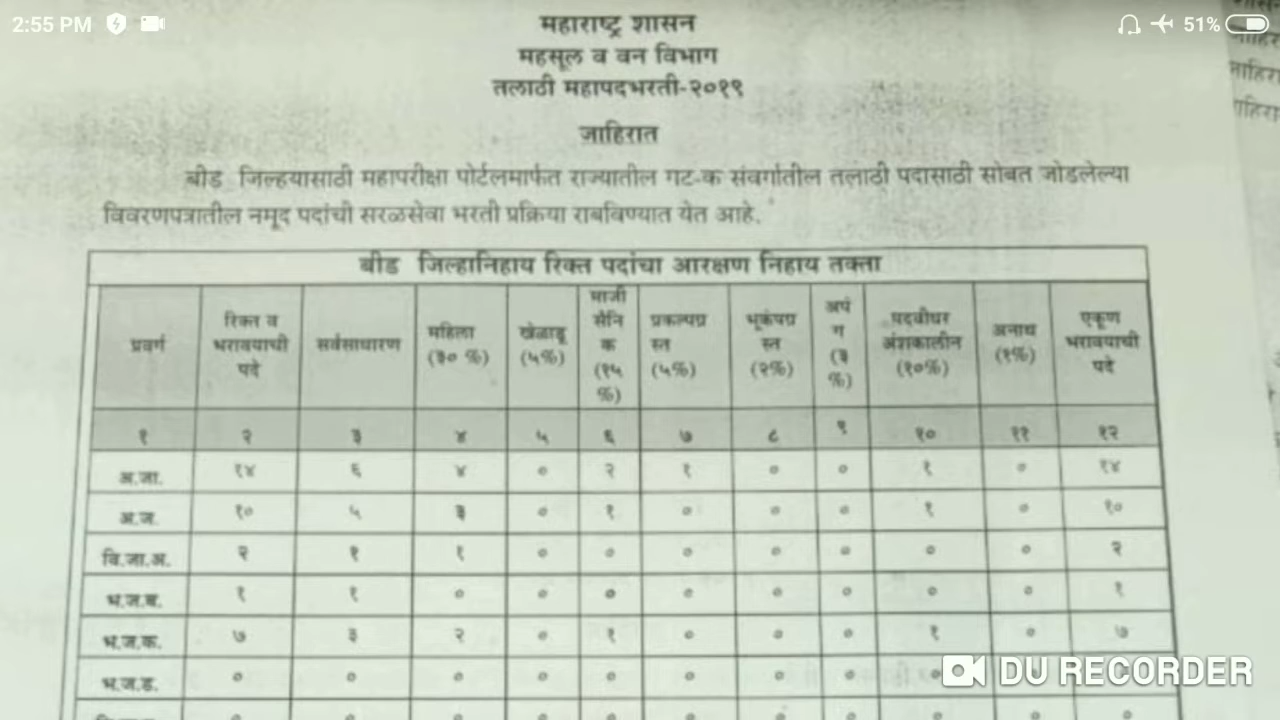 2:55 PM
51%
महाराष्ट्र शासन
महसूल व वन विभाग
तलाठी महापदभरती-२०१९
जाहिरात
बीड जिल्हयासाठी महापरीक्षा पोर्टलमार्फत राज्यातील गट-क संवर्गातील तलाठी पदासाठी सोबत जोडलेल्या
विवरणपत्रातील नमूद पदांची सरळसेवा भरती प्रक्रिया राबविण्यात येत आहे.
बीड जिल्हानिहाय रिक्त पदांचा आरक्षण निहाय तक्ता
प्रवर्ग रिक्त व भरावयाची पदे सर्वसाधारण महिला (३० %) खेळाडू (५%) माजी सैनिक (१५ %) प्रकल्पग्रस्त (५%) भूकंपग्रस्त (२%) अपंग (३ %) पदवीधर अंशकालीन (१०%) अनाथ (१%) एकूण भरावयाची पदे
१ २ ३ ४ ५ ६ ७ ८ ९ १० ११ १२
अ.जा. १४ ६ ४ ० २ १ ० ० १ ० १४
अ.ज. १० ५ ३ ० १ ० ० ० १ ० १०
वि.जा.अ. २ १ १ ० ० ० ० ० ० ० २
भ.ज.ब. १ १ ० ० ० ० ० ० ० ० १
भ.ज.क. ७ ३ २ ० १ ० ० ० १ ० ७
भ.ज.ड. ० ० ० ० ० ० ० ०
DU RECORDER